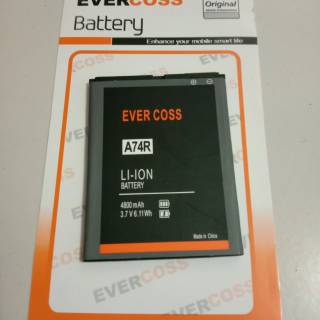 EVERCOSS
Original
Battery
Enhance your mobile smart life
EVER COSS
A74R
LI-ION
BATTERY
4800 mAh
3.7 V 6.11Wh
Made in China
EVERCOSS
EVERCOSS